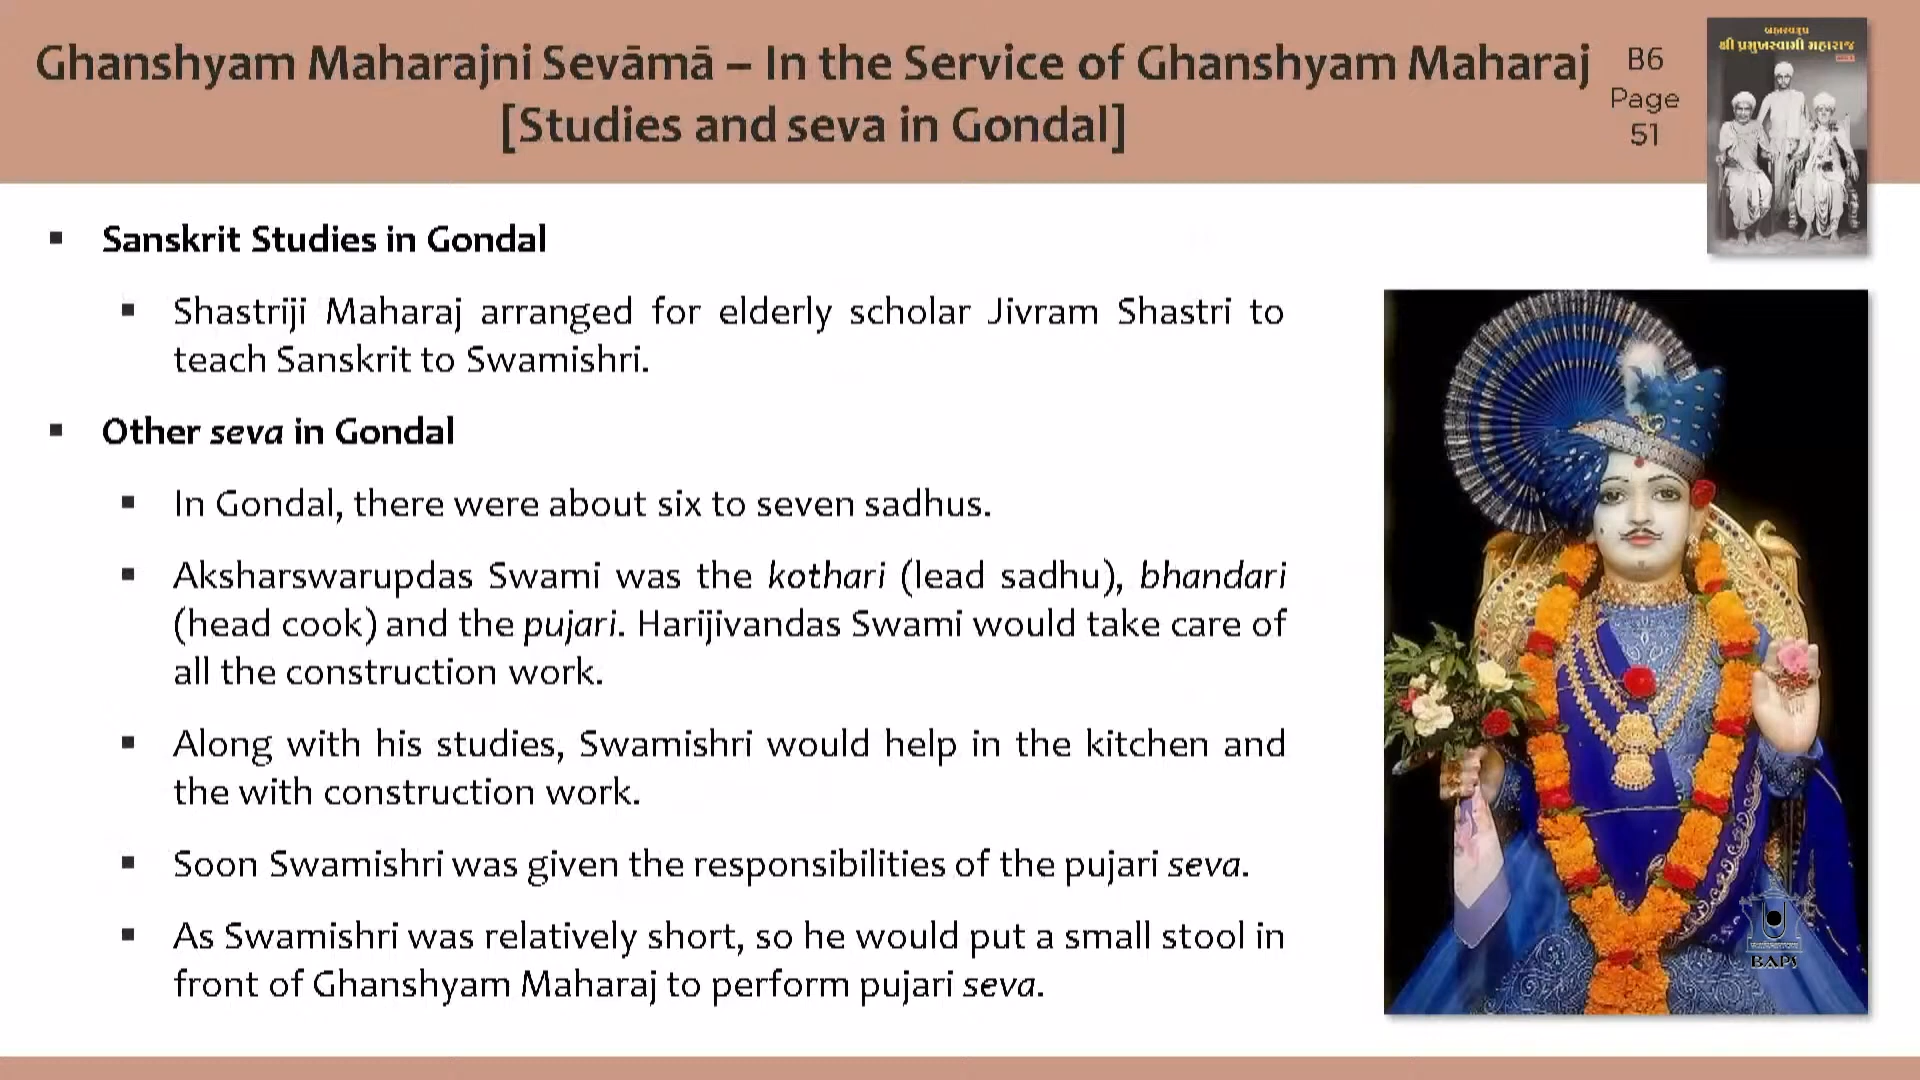 Ghanshyam Maharajni Sevāmā – In the Service of Ghanshyam Maharaj
[Studies and seva in Gondal]
B6
Page
51
બ્રહ્મસ્વરૂપ
શ્રી પ્રમુખસ્વામી મહારાજ
▪ Sanskrit Studies in Gondal
▪ Shastriji Maharaj arranged for elderly scholar Jivram Shastri to
teach Sanskrit to Swamishri.
▪ Other seva in Gondal
▪ In Gondal, there were about six to seven sadhus.
▪ Aksharswarupdas Swami was the kothari (lead sadhu), bhandari
(head cook) and the pujari. Harijivandas Swami would take care of
all the construction work.
▪ Along with his studies, Swamishri would help in the kitchen and
the with construction work.
▪ Soon Swamishri was given the responsibilities of the pujari seva.
▪ As Swamishri was relatively short, so he would put a small stool in
front of Ghanshyam Maharaj to perform pujari seva.
BAPS